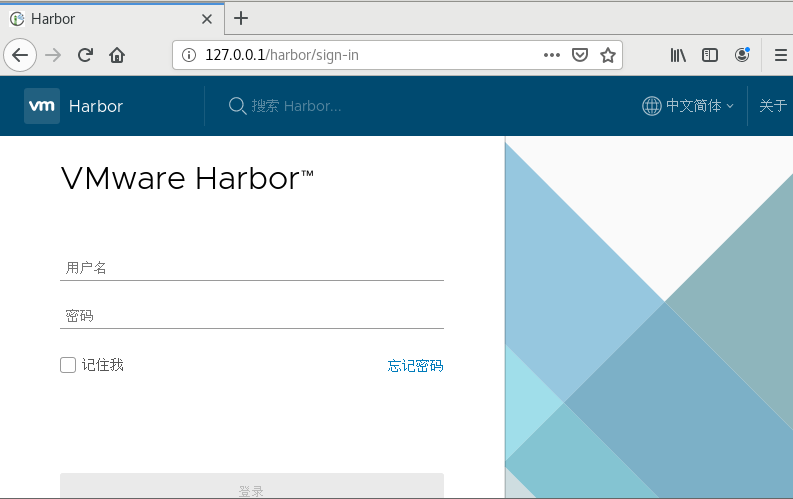 Harbor
127.0.0.1/harbor/sign-in
vm Harbor 搜索 Harbor... 中文简体 关于
VMware Harbor™
用户名
密码
记住我 忘记密码
登录